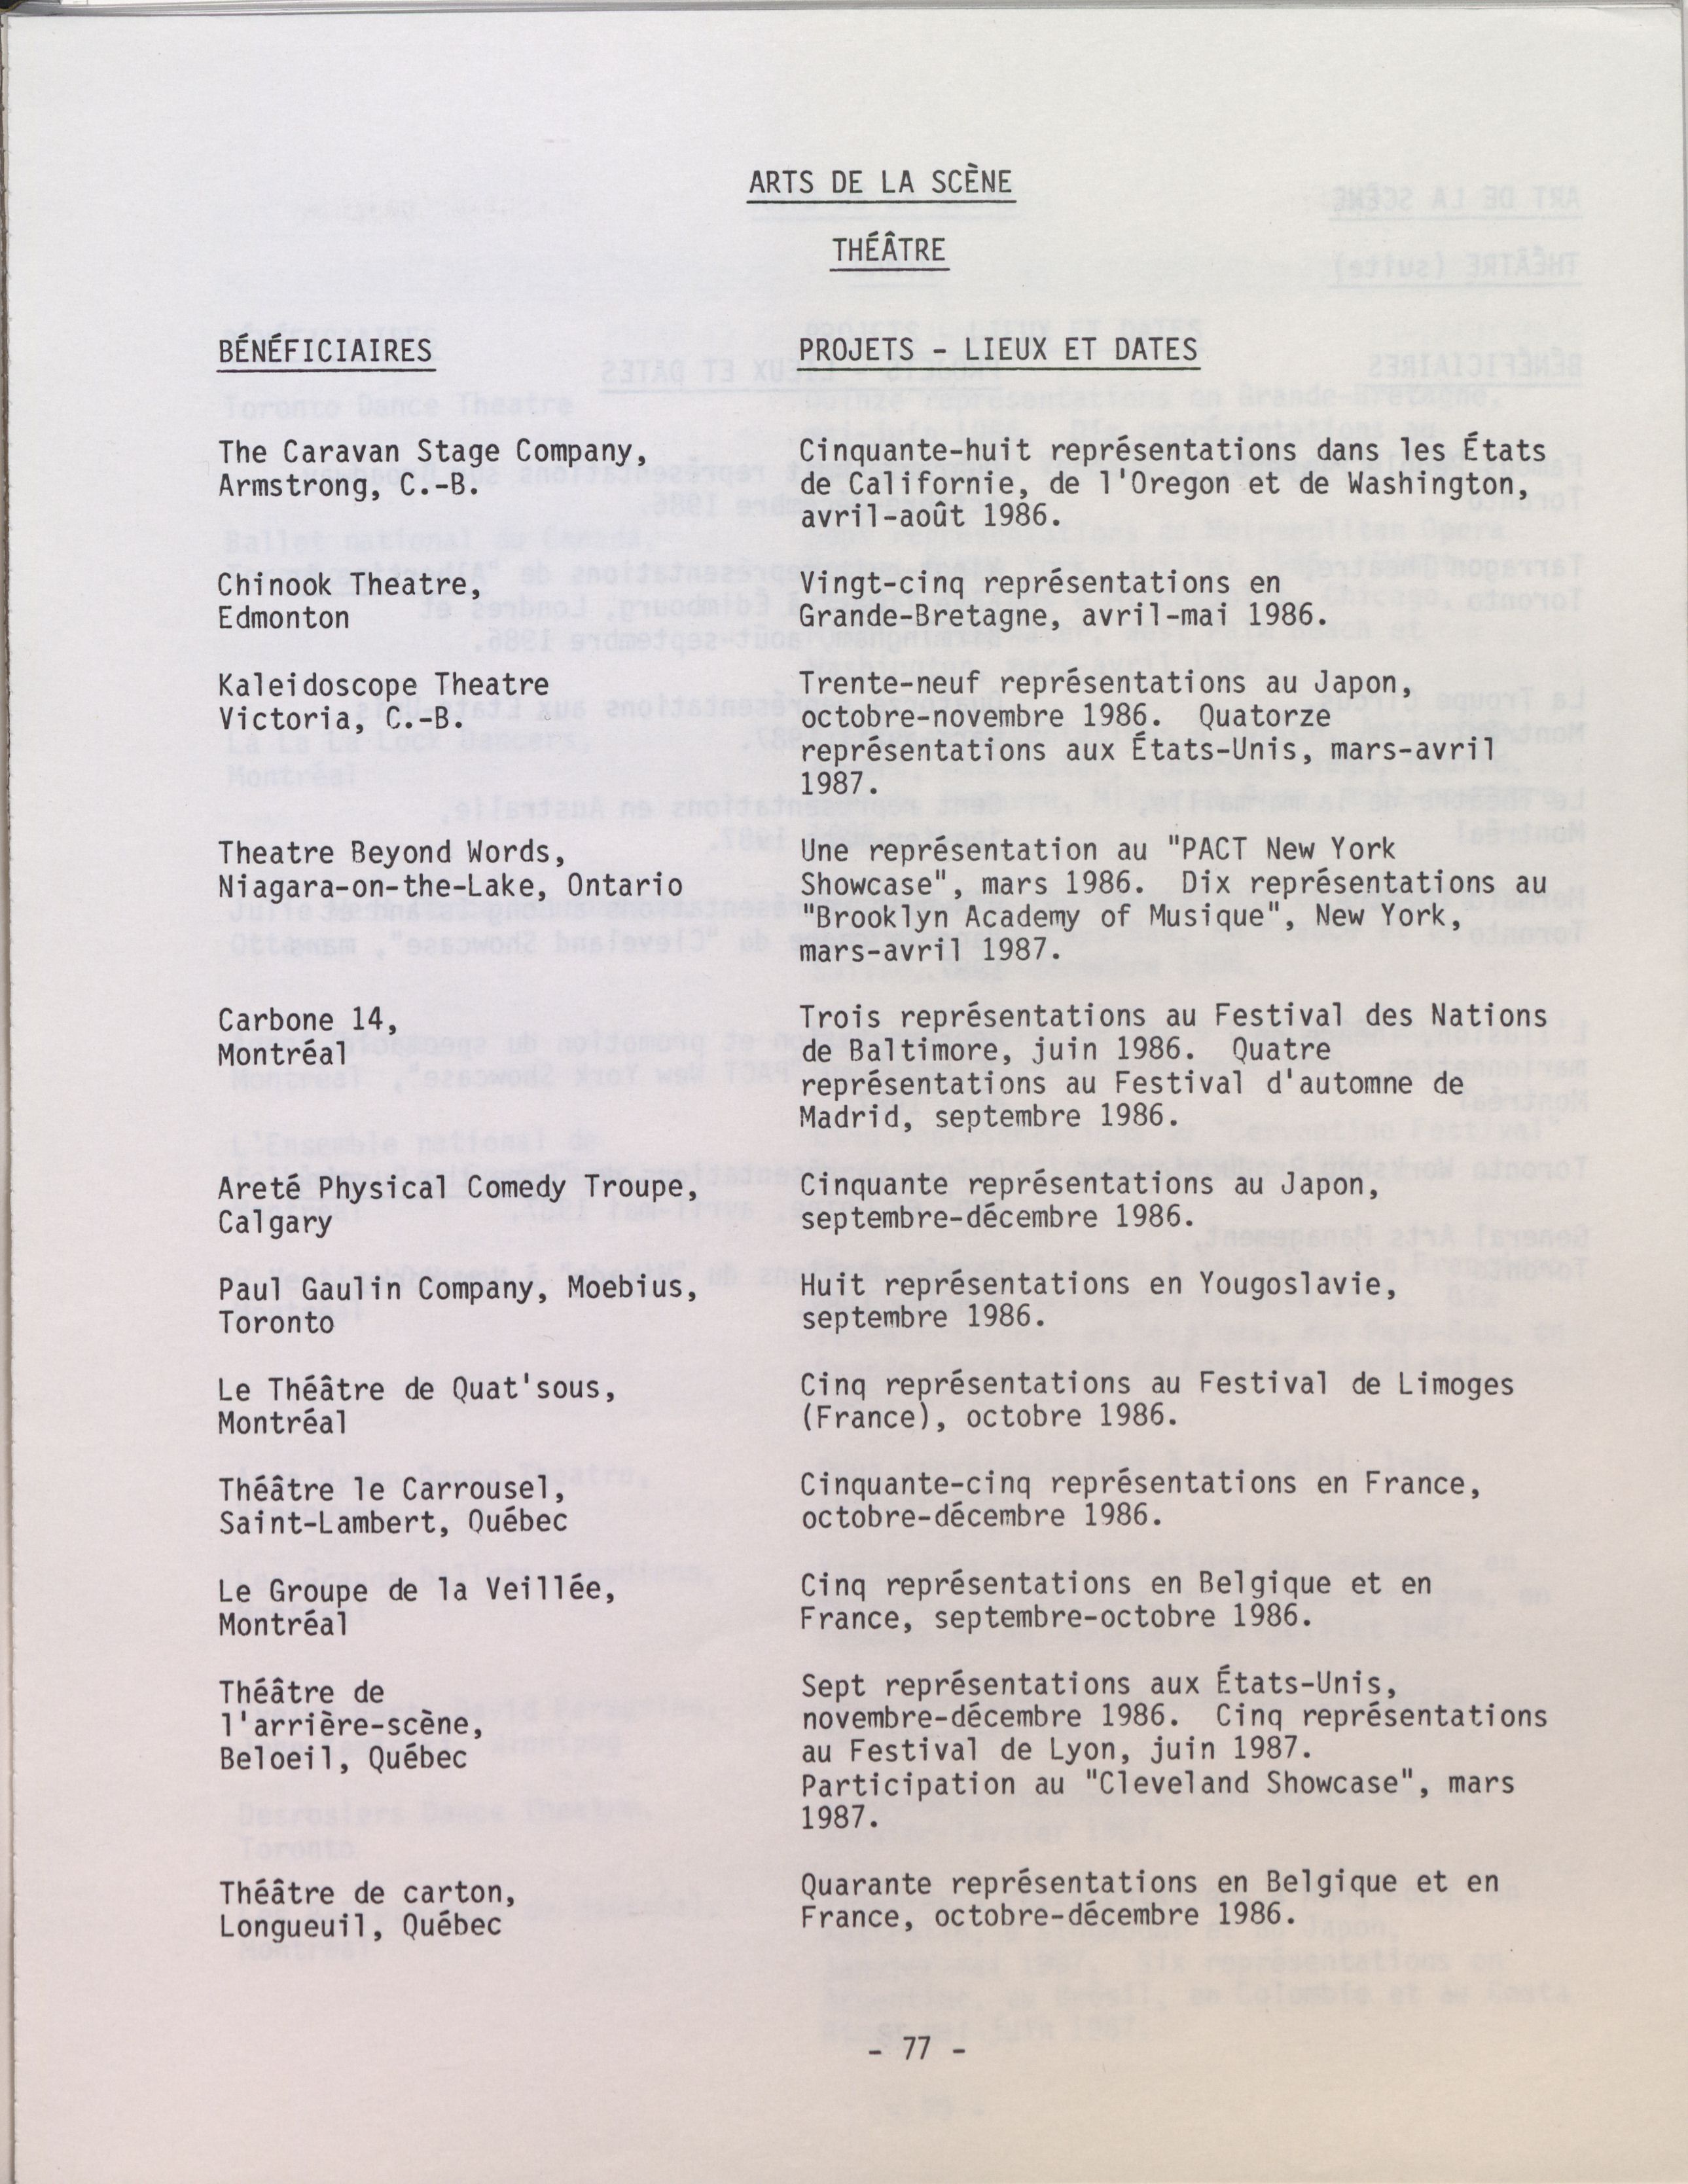 ARTS DE LA SCÈNE
THÉÂTRE
BÉNÉFICIAIRES
PROJETS - LIEUX ET DATES
The Caravan Stage Company,
Armstrong, C.-B.
Cinquante-huit représentations dans les États
de Californie, de l'Oregon et de Washington,
avril-août 1986.
Chinook Theatre,
Edmonton
Vingt-cinq représentations en
Grande-Bretagne, avril-mai 1986.
Kaleidoscope Theatre
Victoria, C.-B.
Trente-neuf représentations au Japon,
octobre-novembre 1986. Quatorze
représentations aux États-Unis, mars-avril
1987.
Theatre Beyond Words,
Niagara-on-the-Lake, Ontario
Une représentation au "PACT New York
Showcase", mars 1986. Dix représentations au
"Brooklyn Academy of Musique", New York,
mars-avril 1987.
Carbone 14,
Montréal
Trois représentations au Festival des Nations
de Baltimore, juin 1986. Quatre
représentations au Festival d'automne de
Madrid, septembre 1986.
Areté Physical Comedy Troupe,
Calgary
Cinquante représentations au Japon,
septembre-décembre 1986.
Paul Gaulin Company, Moebius,
Toronto
Huit représentations en Yougoslavie,
septembre 1986.
Le Théâtre de Quat'sous,
Montréal
Cinq représentations au Festival de Limoges
(France), octobre 1986.
Théâtre le Carrousel,
Saint-Lambert, Québec
Cinquante-cinq représentations en France,
octobre-décembre 1986.
Le Groupe de la Veillée,
Montréal
Cinq représentations en Belgique et en
France, septembre-octobre 1986.
Théâtre de
l'arrière-scène,
Beloeil, Québec
Sept représentations aux États-Unis,
novembre-décembre 1986. Cinq représentations
au Festival de Lyon, juin 1987.
Participation au "Cleveland Showcase", mars
1987.
Théâtre de carton,
Longueuil, Québec
Quarante représentations en Belgique et en
France, octobre-décembre 1986.
- 77 -